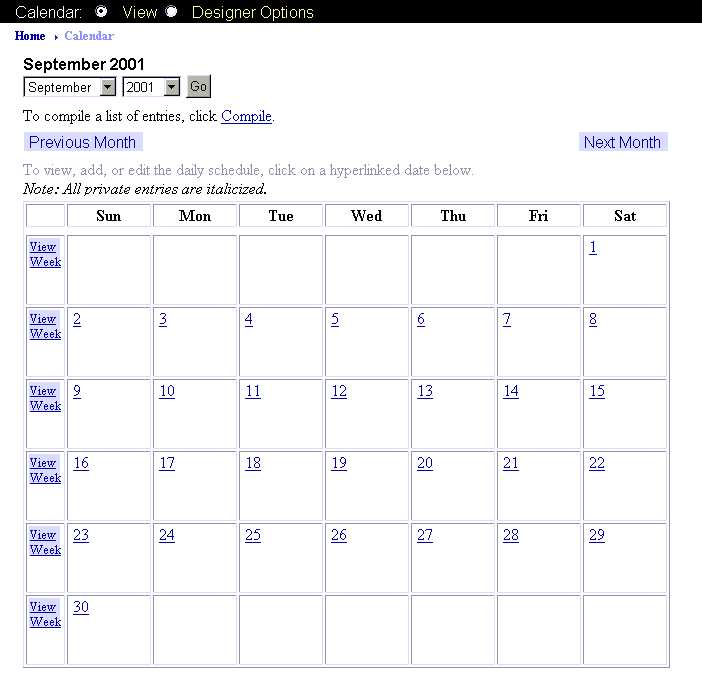 Calendar: View Designer Options
Home Calendar
September 2001
September 2001 Go
To compile a list of entries, click Compile.
Previous Month Next Month
To view, add, or edit the daily schedule, click on a hyperlinked date below.
Note: All private entries are italicized.
Sun Mon Tue Wed Thu Fri Sat
View
Week
1
View
Week
2 3 4 5 6 7 8
View
Week
9 10 11 12 13 14 15
View
Week
16 17 18 19 20 21 22
View
Week
23 24 25 26 27 28 29
View
Week
30